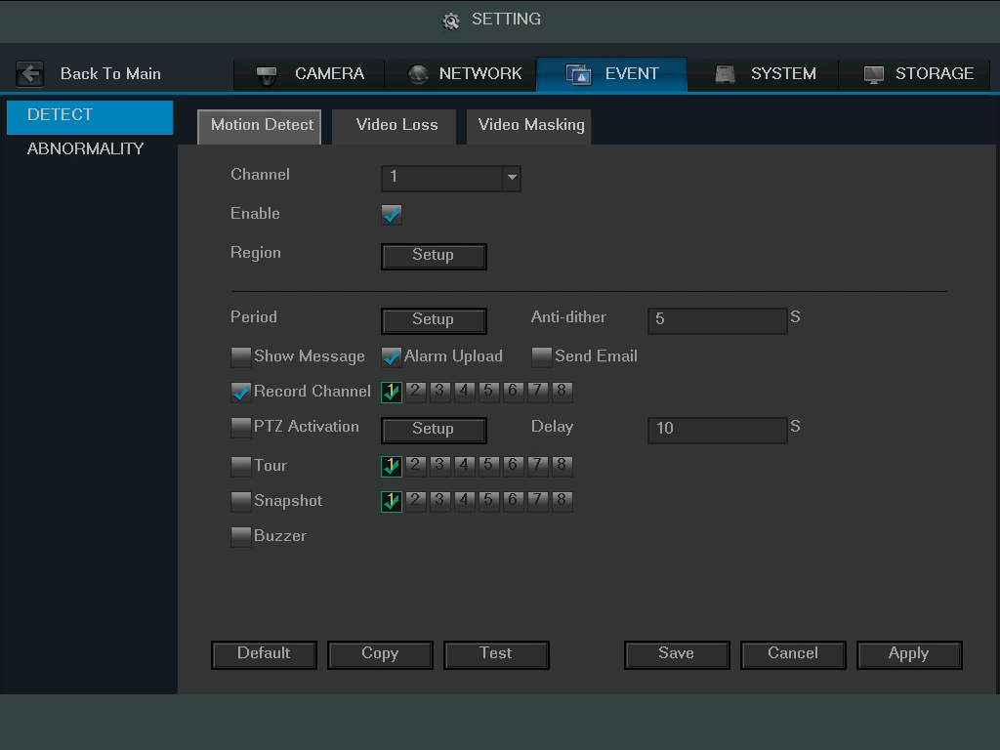 SETTING
Back To Main CAMERA NETWORK EVENT SYSTEM STORAGE
DETECT
ABNORMALITY
Motion Detect Video Loss Video Masking
Channel 1
Enable
Region Setup
Period Setup Anti-dither 5 S
Show Message Alarm Upload Send Email
Record Channel 1 2 3 4 5 6 7 8
PTZ Activation Setup Delay 10 S
Tour 1 2 3 4 5 6 7 8
Snapshot 1 2 3 4 5 6 7 8
Buzzer
Default Copy Test Save Cancel Apply